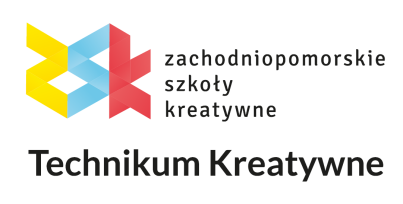 zachodniopomorskie
szkoły
kreatywne
Technikum Kreatywne